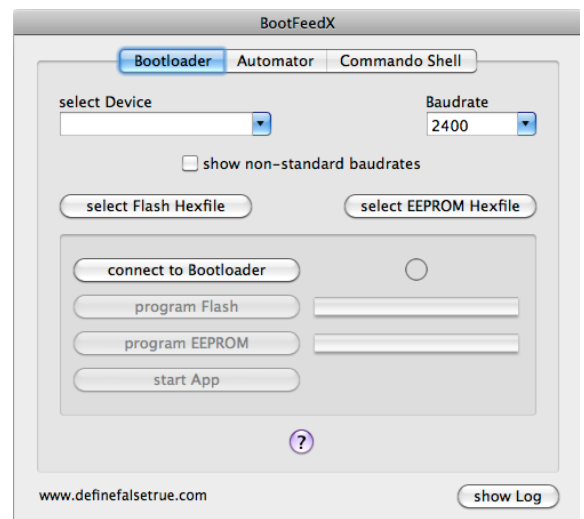 BootFeedX
Bootloader Automator Commando Shell
select Device Baudrate
2400
show non-standard baudrates
select Flash Hexfile select EEPROM Hexfile
connect to Bootloader
program Flash
program EEPROM
start App
?
www.definefalsetrue.com show Log